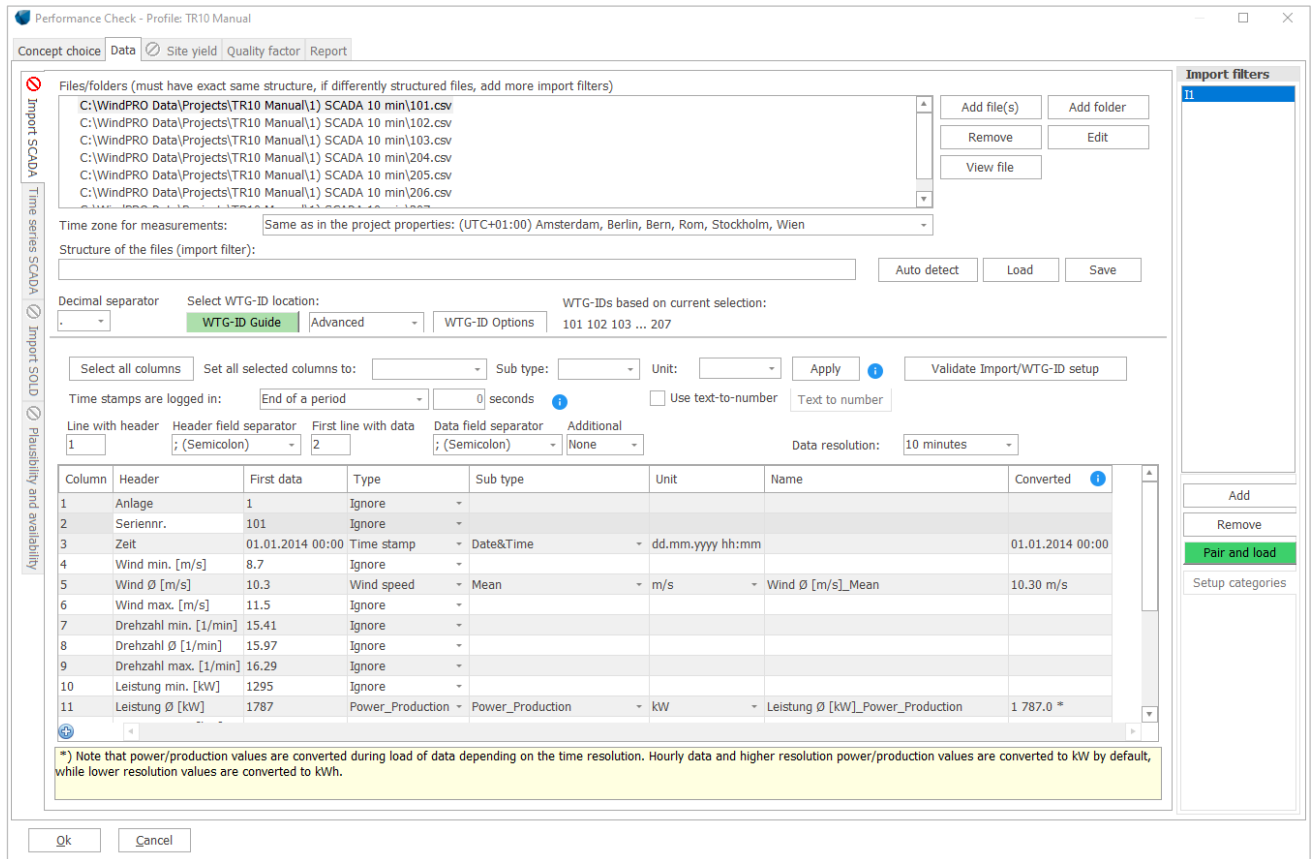 Performance Check - Profile: TR10 Manual
Concept choice Data Site yield Quality factor Report
Import SCADA
Time series SCADA
Import SOLD
Plausibility and availability
Files/folders (must have exact same structure, if differently structured files, add more import filters)
C:\WindPRO Data\Projects\TR10 Manual\1) SCADA 10 min\101.csv
C:\WindPRO Data\Projects\TR10 Manual\1) SCADA 10 min\102.csv
C:\WindPRO Data\Projects\TR10 Manual\1) SCADA 10 min\103.csv
C:\WindPRO Data\Projects\TR10 Manual\1) SCADA 10 min\204.csv
C:\WindPRO Data\Projects\TR10 Manual\1) SCADA 10 min\205.csv
C:\WindPRO Data\Projects\TR10 Manual\1) SCADA 10 min\206.csv
Add file(s) Add folder
Remove Edit
View file
Time zone for measurements: Same as in the project properties: (UTC+01:00) Amsterdam, Berlin, Bern, Rom, Stockholm, Wien
Structure of the files (import filter):
Auto detect Load Save
Decimal separator Select WTG-ID location: WTG-IDs based on current selection:
. WTG-ID Guide Advanced WTG-ID Options 101 102 103 ... 207
Select all columns Set all selected columns to: Sub type: Unit: Apply Validate Import/WTG-ID setup
Time stamps are logged in: End of a period 0 seconds Use text-to-number Text to number
Line with header Header field separator First line with data Data field separator Additional
1 ; (Semicolon) 2 ; (Semicolon) None Data resolution: 10 minutes
Column Header First data Type Sub type Unit Name Converted
1 Anlage 1 Ignore
2 Seriennr. 101 Ignore
3 Zeit 01.01.2014 00:00 Time stamp Date&Time dd.mm.yyyy hh:mm 01.01.2014 00:00
4 Wind min. [m/s] 8.7 Ignore
5 Wind Ø [m/s] 10.3 Wind speed Mean m/s Wind Ø [m/s]_Mean 10.30 m/s
6 Wind max. [m/s] 11.5 Ignore
7 Drehzahl min. [1/min] 15.41 Ignore
8 Drehzahl Ø [1/min] 15.97 Ignore
9 Drehzahl max. [1/min] 16.29 Ignore
10 Leistung min. [kW] 1295 Ignore
11 Leistung Ø [kW] 1787 Power_Production Power_Production kW Leistung Ø [kW]_Power_Production 1 787.0 *
*) Note that power/production values are converted during load of data depending on the time resolution. Hourly data and higher resolution power/production values are converted to kW by default,
while lower resolution values are converted to kWh.
Import filters
I1
Add
Remove
Pair and load
Setup categories
Ok Cancel